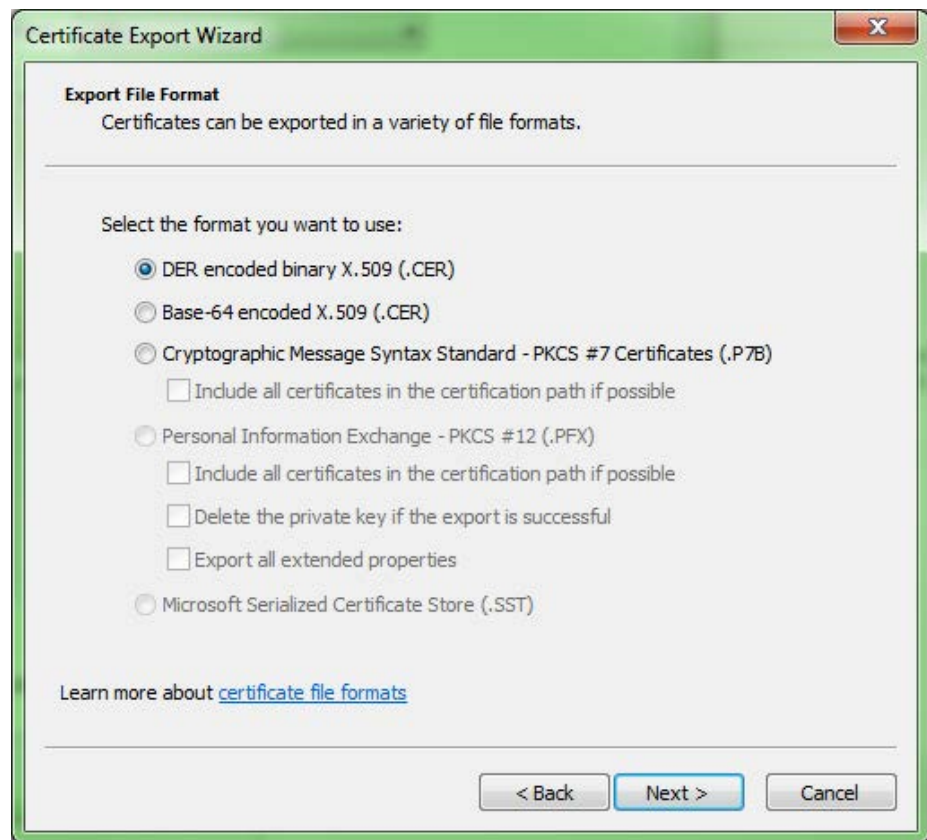 Certificate Export Wizard
X
Export File Format
Certificates can be exported in a variety of file formats.
Select the format you want to use:
DER encoded binary X.509 (.CER)
Base-64 encoded X.509 (.CER)
Cryptographic Message Syntax Standard - PKCS #7 Certificates (.P7B)
Include all certificates in the certification path if possible
Personal Information Exchange - PKCS #12 (.PFX)
Include all certificates in the certification path if possible
Delete the private key if the export is successful
Export all extended properties
Microsoft Serialized Certificate Store (.SST)
Learn more about certificate file formats
< Back Next > Cancel